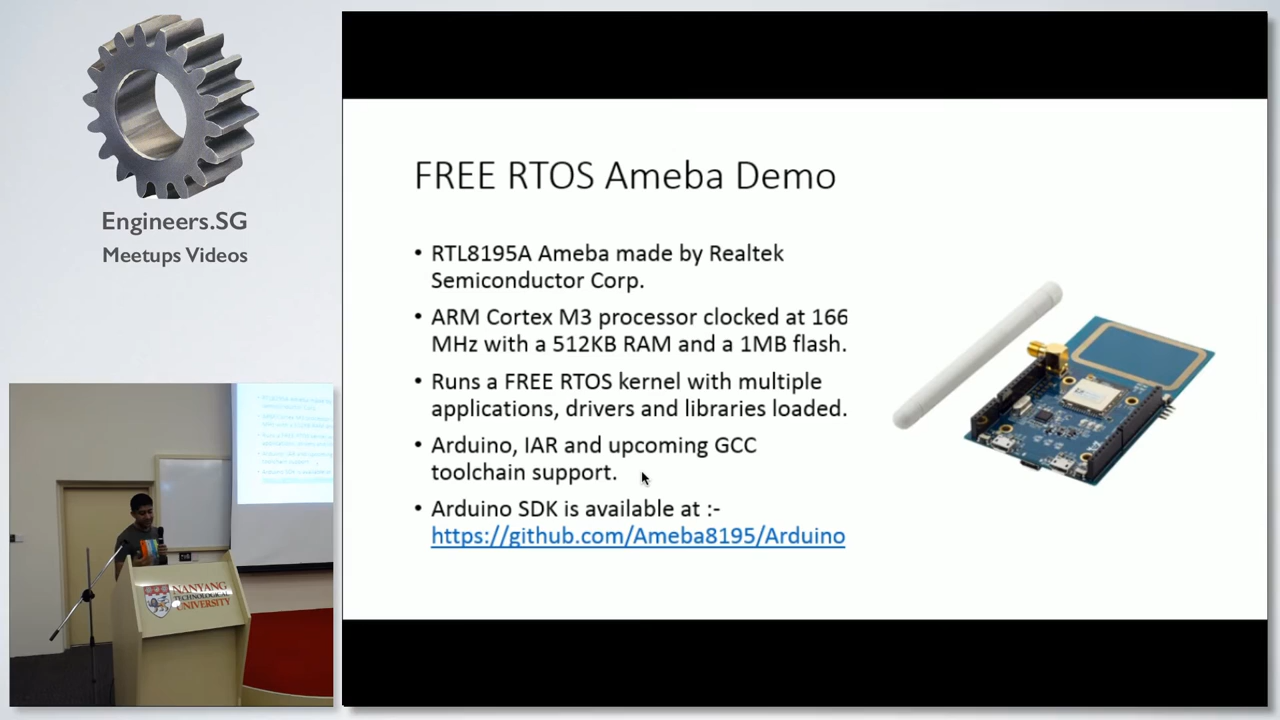 Engineers.SG
Meetups Videos
FREE RTOS Ameba Demo
• RTL8195A Ameba made by Realtek
Semiconductor Corp.
• ARM Cortex M3 processor clocked at 166
MHz with a 512KB RAM and a 1MB flash.
• Runs a FREE RTOS kernel with multiple
applications, drivers and libraries loaded.
• Arduino, IAR and upcoming GCC
toolchain support.
• Arduino SDK is available at :-
https://github.com/Ameba8195/Arduino
NANYANG
TECHNOLOGICAL
UNIVERSITY